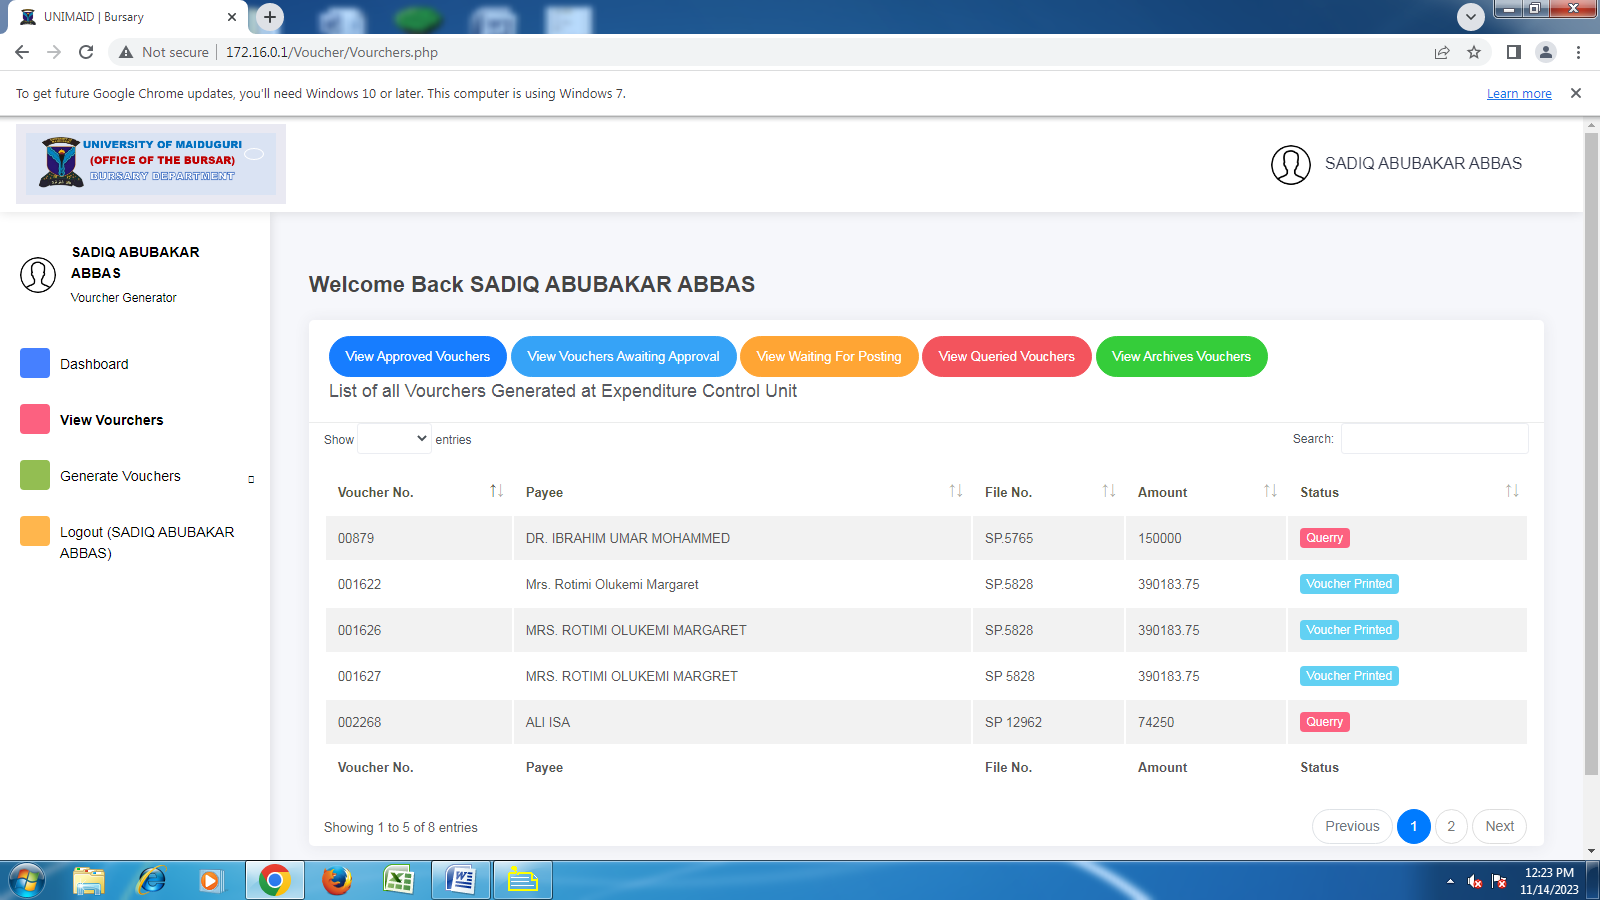 UNIMAID | Bursary
Not secure | 172.16.0.1/Voucher/Vourchers.php
To get future Google Chrome updates, you'll need Windows 10 or later. This computer is using Windows 7.
Learn more
UNIVERSITY OF MAIDUGURI
(OFFICE OF THE BURSAR)
BURSARY DEPARTMENT
SADIQ ABUBAKAR ABBAS
SADIQ ABUBAKAR
ABBAS
Vourcher Generator
Dashboard
View Vourchers
Generate Vouchers
Logout (SADIQ ABUBAKAR
ABBAS)
Welcome Back SADIQ ABUBAKAR ABBAS
View Approved Vouchers View Vouchers Awaiting Approval View Waiting For Posting View Queried Vouchers View Archives Vouchers
List of all Vourchers Generated at Expenditure Control Unit
Show entries Search:
Voucher No. Payee File No. Amount Status
00879 DR. IBRAHIM UMAR MOHAMMED SP.5765 150000 Querry
001622 Mrs. Rotimi Olukemi Margaret SP.5828 390183.75 Voucher Printed
001626 MRS. ROTIMI OLUKEMI MARGARET SP.5828 390183.75 Voucher Printed
001627 MRS. ROTIMI OLUKEMI MARGRET SP 5828 390183.75 Voucher Printed
002268 ALI ISA SP 12962 74250 Querry
Voucher No. Payee File No. Amount Status
Showing 1 to 5 of 8 entries Previous 1 2 Next
12:23 PM
11/14/2023